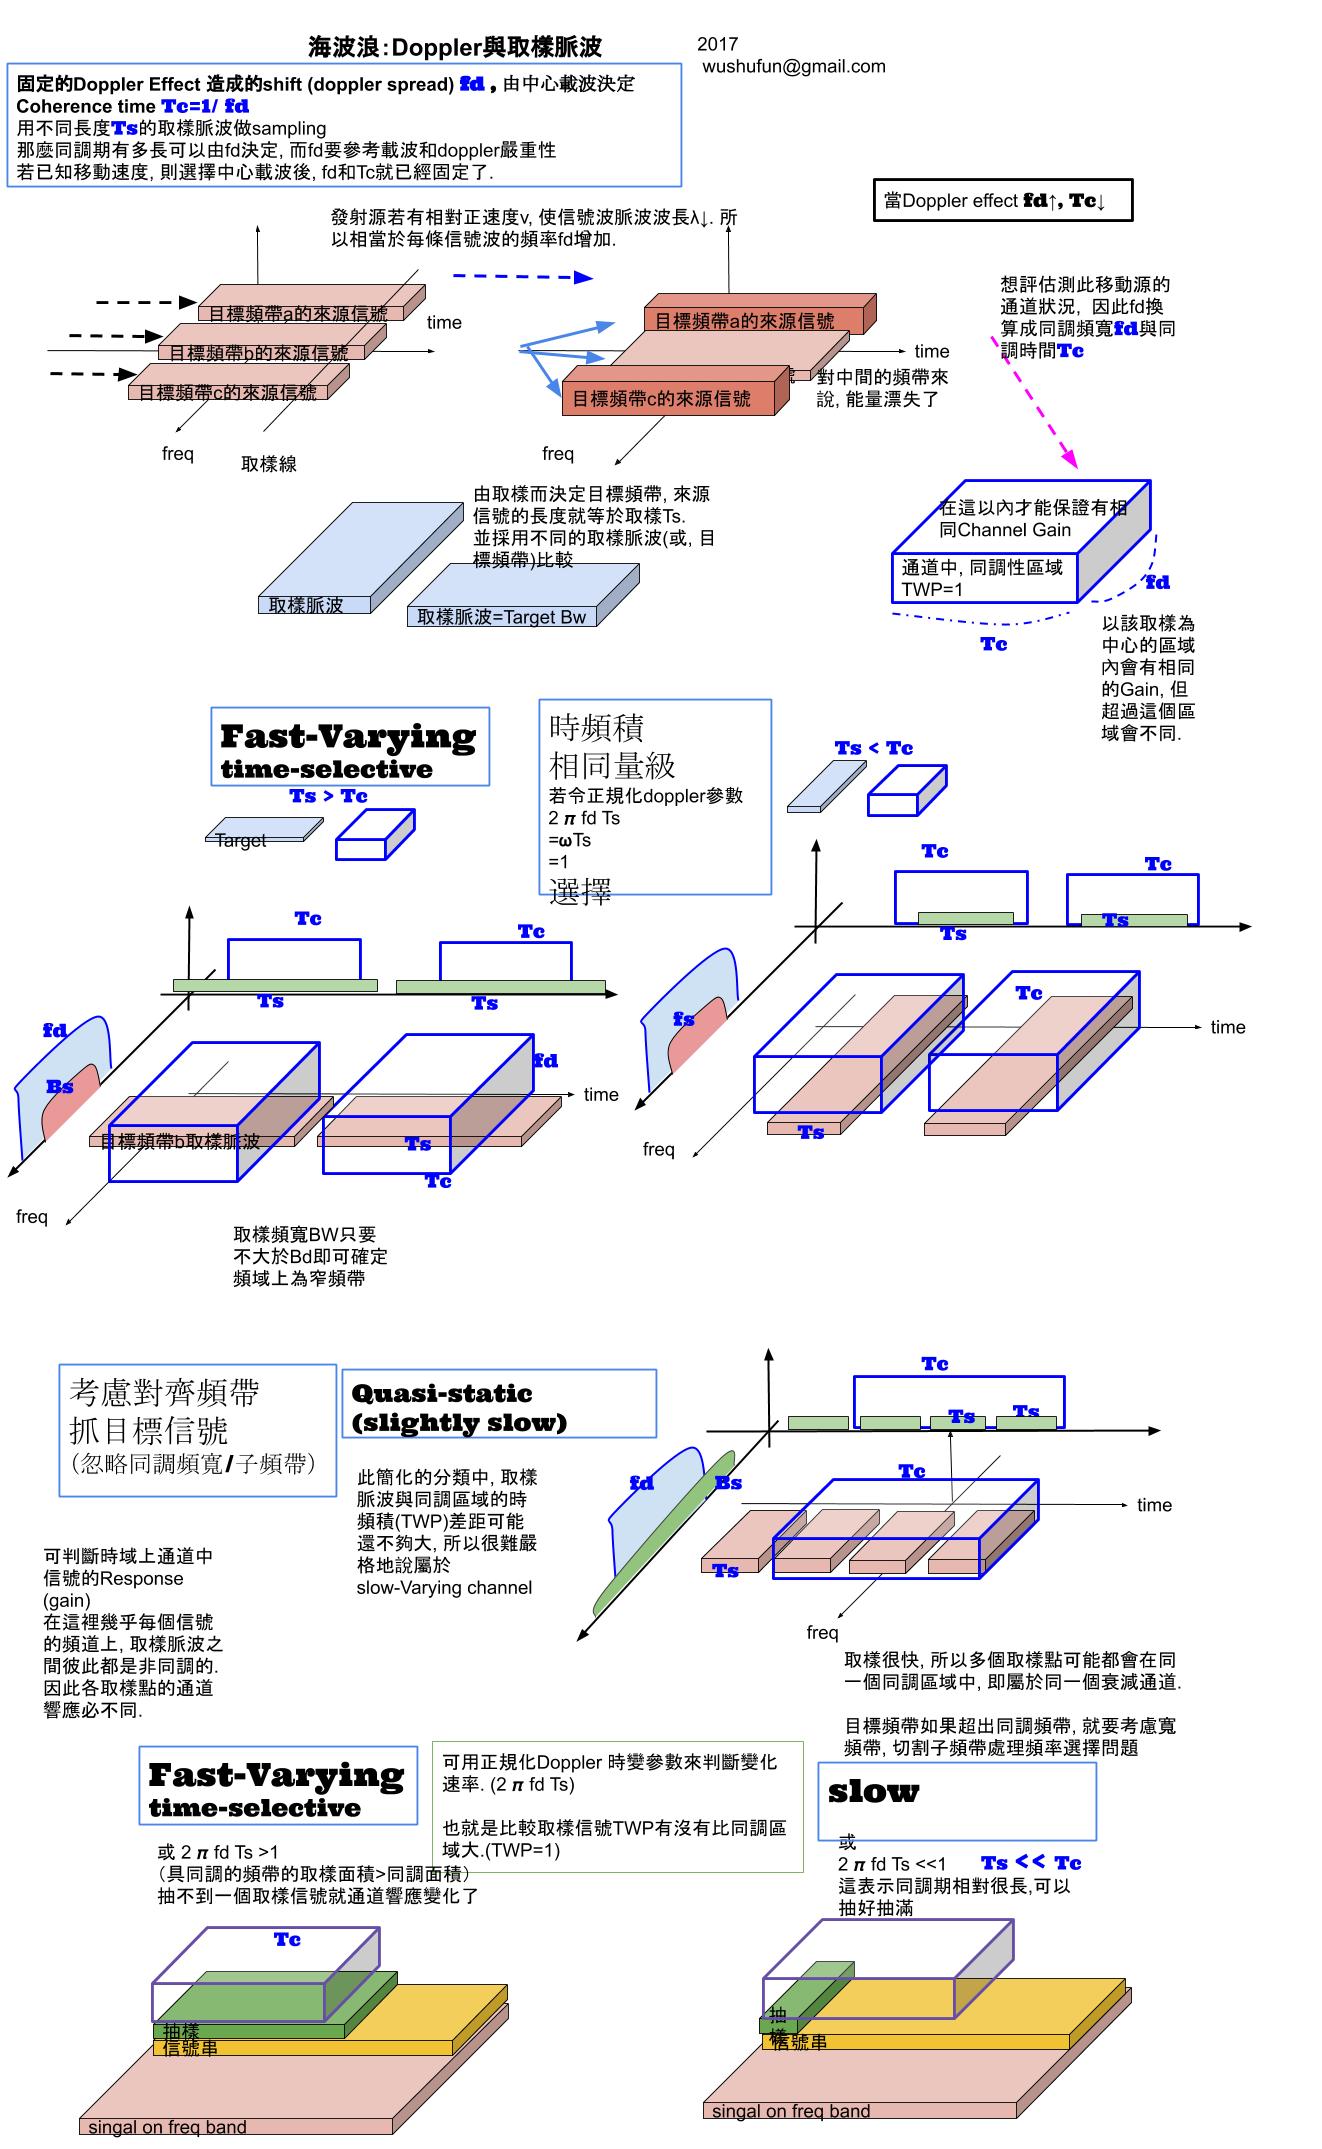 海波浪：Doppler與取樣脈波
2017
wushufun@gmail.com
固定的Doppler Effect 造成的shift (doppler spread) fd , 由中心載波決定
Coherence time Tc=1/ fd
用不同長度Ts的取樣脈波做sampling
那麼同調期有多長可以由fd決定, 而fd要參考載波和doppler嚴重性
若已知移動速度, 則選擇中心載波後, fd和Tc就已經固定了.
當Doppler effect fd↑, Tc↓
發射源若有相對正速度v, 使信號波脈波波長λ↓. 所
以相當於每條信號波的頻率fd增加.
目標頻帶a的來源信號
目標頻帶b的來源信號
目標頻帶c的來源信號
time
freq
取樣線
目標頻帶a的來源信號
目標頻帶c的來源信號
time
freq
對中間的頻帶來
說, 能量漂失了
想評估測此移動源的
通道狀況, 因此fd換
算成同調頻寬fd與同
調時間Tc
由取樣而決定目標頻帶, 來源
信號的長度就等於取樣Ts.
並採用不同的取樣脈波(或, 目
標頻帶)比較
取樣脈波
取樣脈波=Target Bw
在這以內才能保證有相
同Channel Gain
通道中, 同調性區域
TWP=1
fd
Tc
以該取樣為
中心的區域
內會有相同
的Gain, 但
超過這個區
域會不同.
Fast-Varying
time-selective
Ts > Tc
Target
時頻積
相同量級
若令正規化doppler參數
2 π fd Ts
=ωTs
=1
選擇
Ts < Tc
Tc
Tc
Ts
Ts
Tc
Tc
Ts
Ts
fd
Bs
fd
time
目標頻帶b取樣脈波
Ts
Tc
freq
fs
Tc
time
Ts
freq
取樣頻寬BW只要
不大於Bd即可確定
頻域上為窄頻帶
考慮對齊頻帶
抓目標信號
（忽略同調頻寬/子頻帶）
Quasi-static
(slightly slow)
此簡化的分類中, 取樣
脈波與同調區域的時
頻積(TWP)差距可能
還不夠大, 所以很難嚴
格地說屬於
slow-Varying channel
Tc
Ts
Ts
fd
Bs
Tc
time
Ts
freq
可判斷時域上通道中
信號的Response
(gain)
在這裡幾乎每個信號
的頻道上, 取樣脈波之
間彼此都是非同調的.
因此各取樣點的通道
響應必不同.
取樣很快, 所以多個取樣點可能都會在同
一個同調區域中, 即屬於同一個衰減通道.
目標頻帶如果超出同調頻帶, 就要考慮寬
頻帶, 切割子頻帶處理頻率選擇問題
Fast-Varying
time-selective
可用正規化Doppler 時變參數來判斷變化
速率. (2 π fd Ts)
也就是比較取樣信號TWP有沒有比同調區
域大.(TWP=1)
slow
或 2 π fd Ts >1
（具同調的頻帶的取樣面積>同調面積）
抽不到一個取樣信號就通道響應變化了
或
2 π fd Ts <<1
Ts << Tc
這表示同調期相對很長,可以
抽好抽滿
Tc
抽樣
信號串
singal on freq band
抽
樣
信號串
singal on freq band